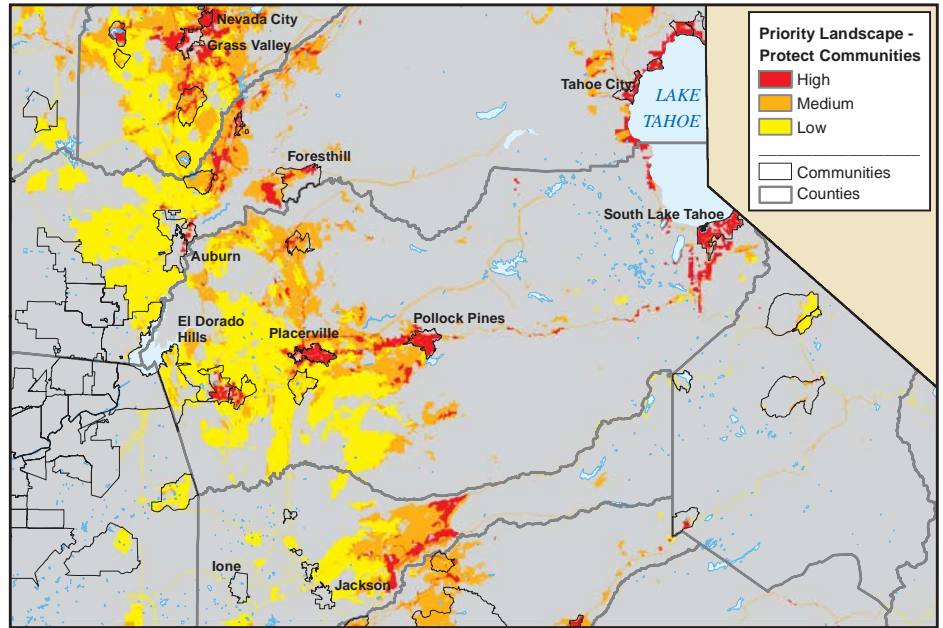 Nevada City
Grass Valley
Tahoe City
LAKE
TAHOE
Foresthill
South Lake Tahoe
Auburn
El Dorado
Hills
Placerville
Pollock Pines
Ione
Jackson
Priority Landscape -
Protect Communities
High
Medium
Low
Communities
Counties